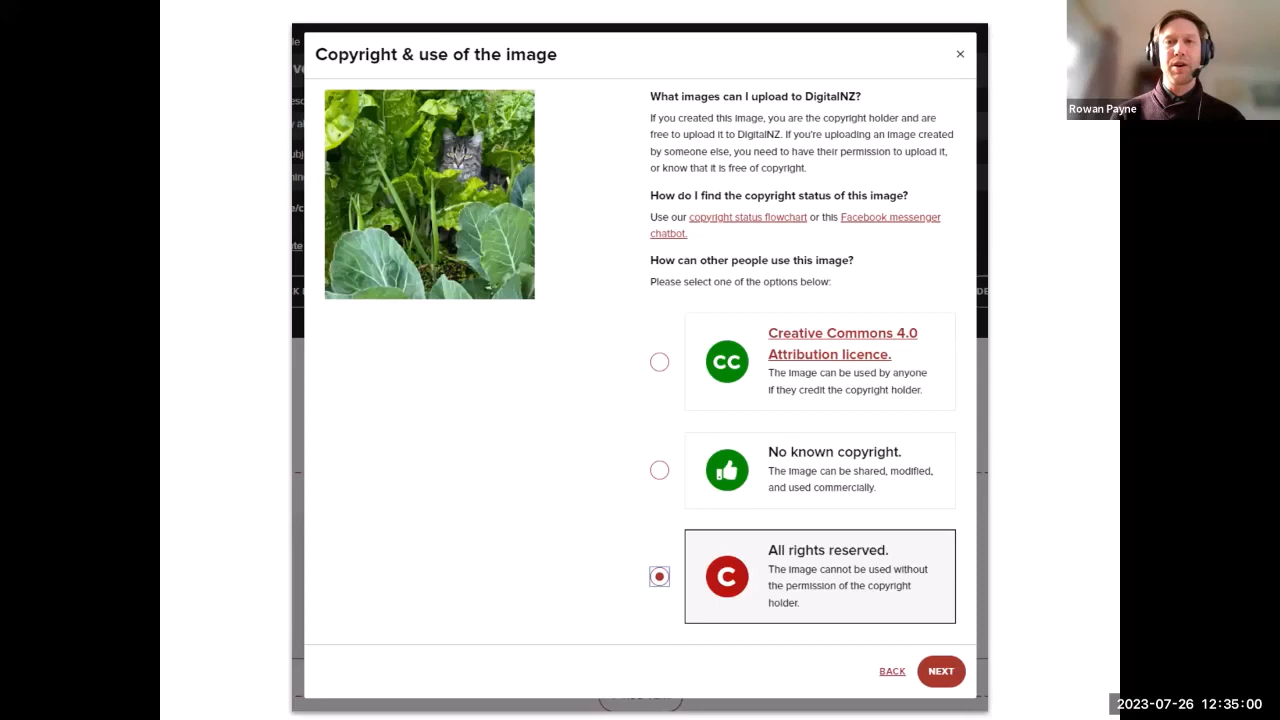 Copyright & use of the image
×
What images can I upload to DigitalNZ?
If you created this image, you are the copyright holder and are
free to upload it to DigitalNZ. If you're uploading an image created
by someone else, you need to have their permission to upload it,
or know that it is free of copyright.
How do I find the copyright status of this image?
Use our copyright status flowchart or this Facebook messenger
chatbot.
How can other people use this image?
Please select one of the options below:
CC
Creative Commons 4.0
Attribution licence.
The image can be used by anyone
if they credit the copyright holder.
No known copyright.
The image can be shared, modified,
and used commercially.
C
All rights reserved.
The image cannot be used without
the permission of the copyright
holder.
BACK
NEXT
Rowan Payne
2023-07-26 12:35:00